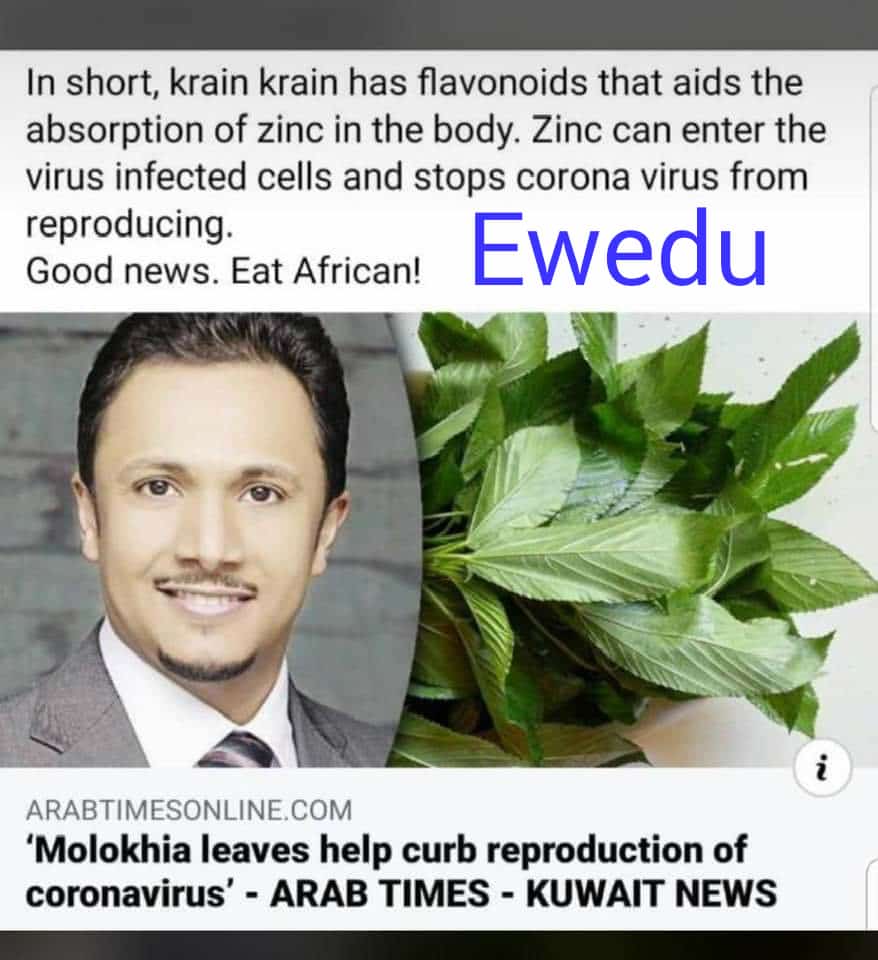 In short, krain krain has flavonoids that aids the
absorption of zinc in the body. Zinc can enter the
virus infected cells and stops corona virus from
reproducing.
Good news. Eat African!
Ewedu
i
ARABTIMESONLINE.COM
‘Molokhia leaves help curb reproduction of
coronavirus’ - ARAB TIMES - KUWAIT NEWS